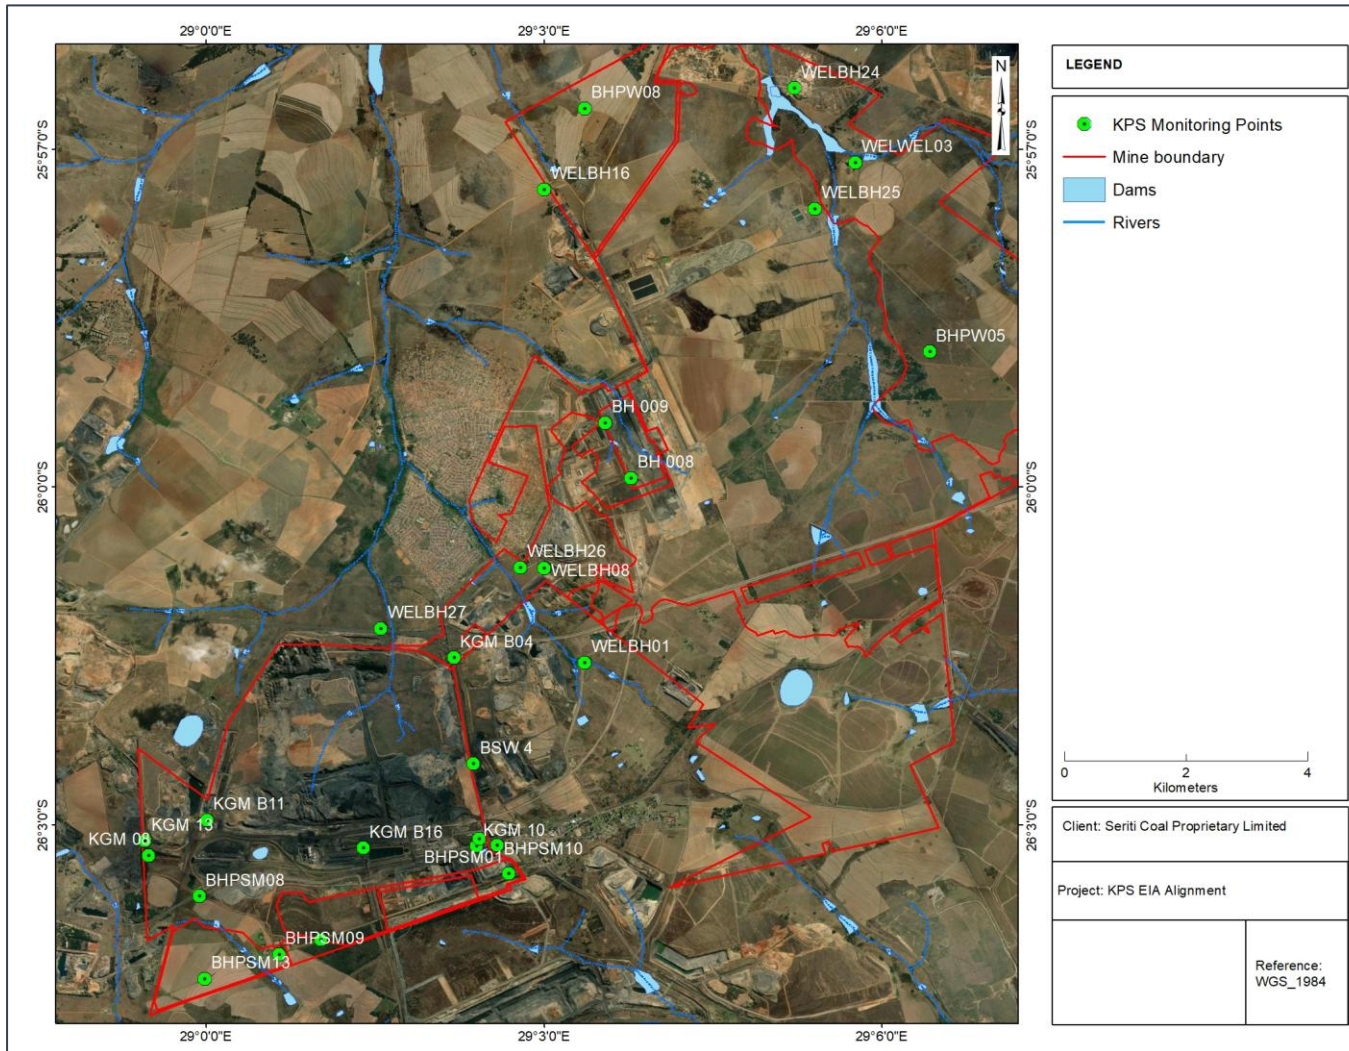 29°0'0"E
29°3'0"E
29°6'0"E
N
WELBH24
BHPW08
25°57'0"S
25°57'0"S
WELWEL03
WELBH16
WELBH25
BHPW05
BH 009
BH 008
26°0'0"S
26°0'0"S
WELBH26
WELBH08
WELBH27
KGM B04
WELBH01
BSW 4
KGM B11
KGM 13
KGM 08
KGM B16
KGM 10
BHPSM01
BHPSM10
26°3'0"S
26°3'0"S
BHPSM08
BHPSM09
BHPSM13
29°0'0"E
29°3'0"E
29°6'0"E
LEGEND
KPS Monitoring Points
Mine boundary
Dams
Rivers
0 2 4
Kilometers
Client: Seriti Coal Proprietary Limited
Project: KPS EIA Alignment
Reference:
WGS_1984